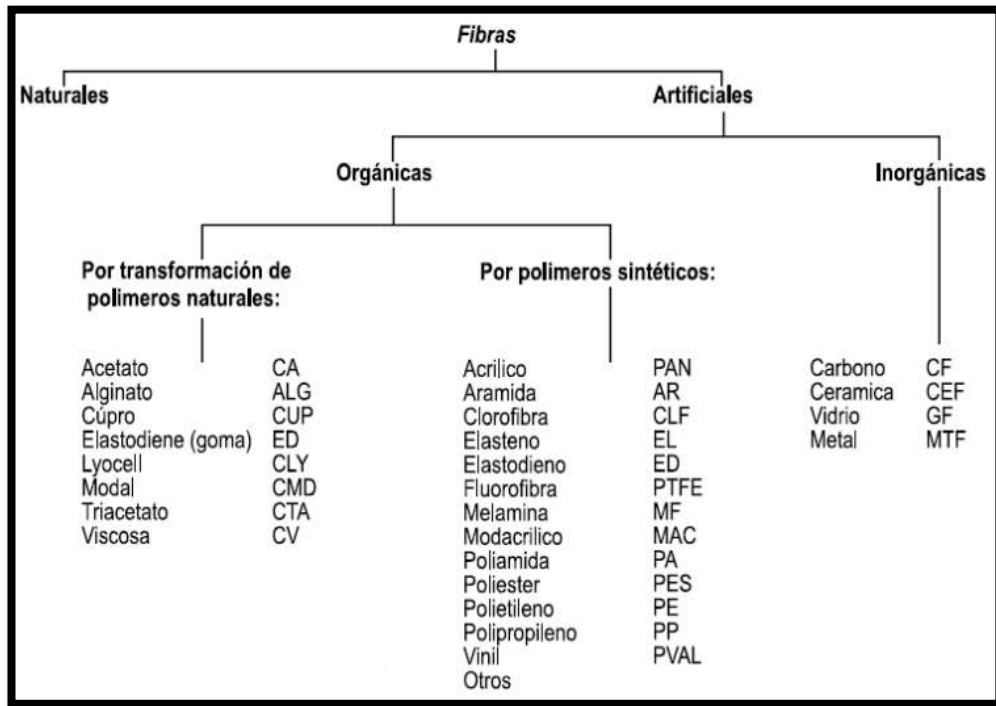 Fibras
Naturales
Artificiales
Orgánicas
Inorgánicas
Por transformación de
polimeros naturales:
Acetato CA
Alginato ALG
Cúpro CUP
Elastodiene (goma) ED
Lyocell CLY
Modal CMD
Triacetato CTA
Viscosa CV
Por polimeros sintéticos:
Acrilico PAN
Aramida AR
Clorofibra CLF
Elasteno EL
Elastodieno ED
Fluorofibra PTFE
Melamina MF
Modacrilico MAC
Poliamida PA
Poliester PES
Polietileno PE
Polipropileno PP
Vinil PVAL
Otros
Carbono CF
Ceramica CEF
Vidrio GF
Metal MTF